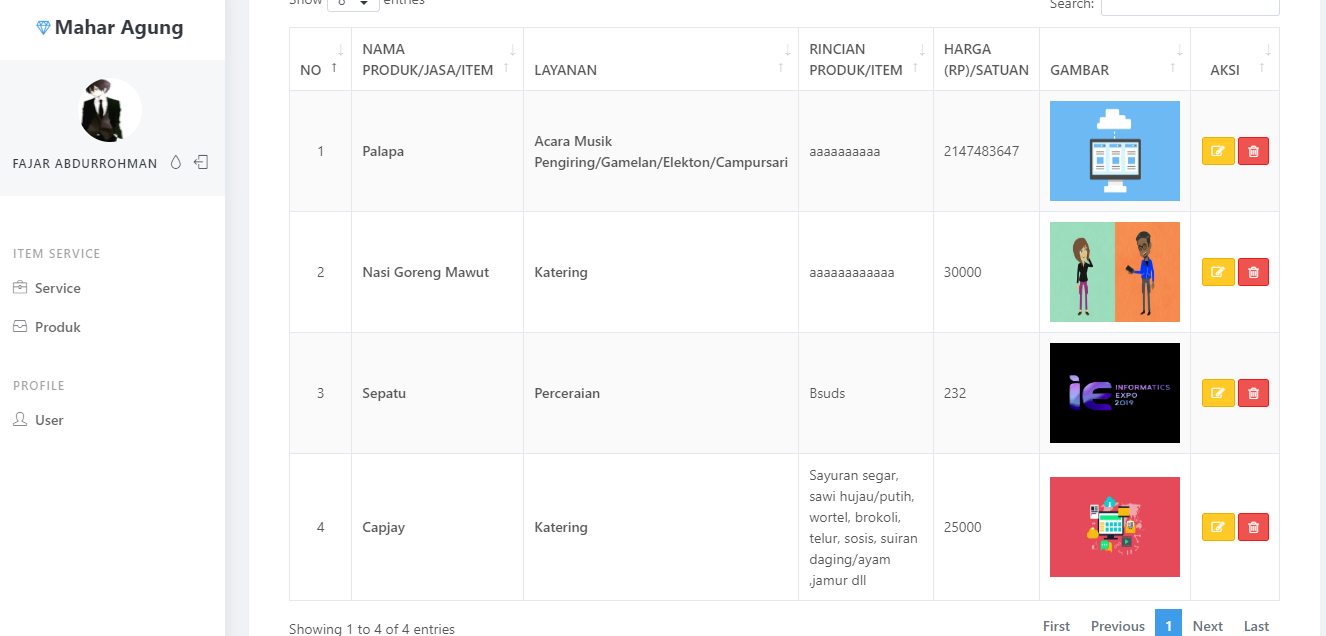 Show 8 entries
Search:
Mahar Agung
FAJAR ABDURROHMAN
ITEM SERVICE
Service
Produk
PROFILE
User
NO
NAMA
PRODUK/JASA/ITEM
LAYANAN
RINCIAN
PRODUK/ITEM
HARGA
(RP)/SATUAN
GAMBAR
AKSI
1
Palapa
Acara Musik
Pengiring/Gamelan/Elekton/Campursari
aaaaaaaaaa
2147483647
2
Nasi Goreng Mawut
Katering
aaaaaaaaaaaa
30000
3
Sepatu
Perceraian
Bsuds
232
iE
INFORMATICS
EXPO
2019
4
Capjay
Katering
Sayuran segar,
sawi hujau/putih,
wortel, brokoli,
telur, sosis, suiran
daging/ayam
,jamur dll
25000
Showing 1 to 4 of 4 entries
First Previous 1 Next Last